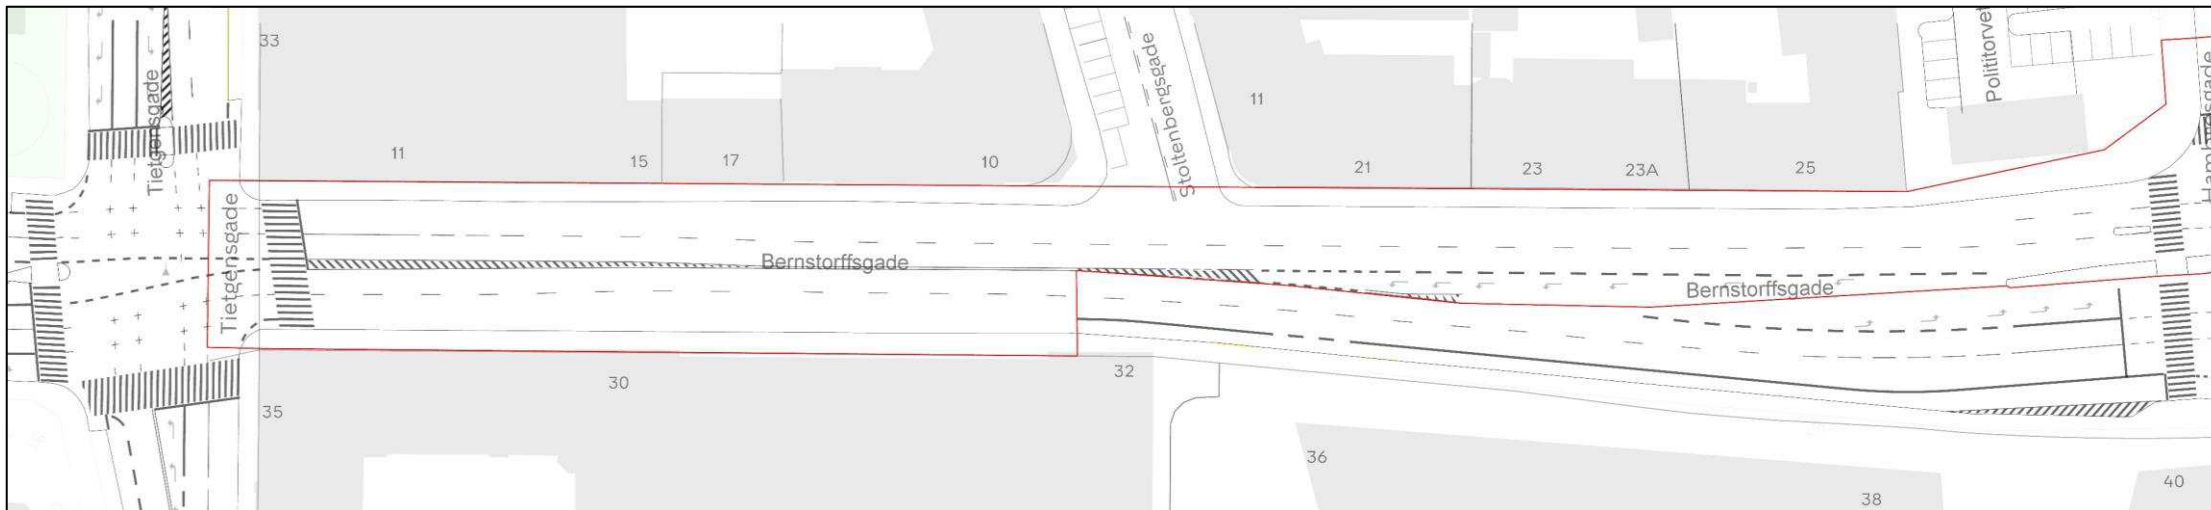 33
Tietgensgade
Stoltenbergsgade
Polititorvet
11
15
17
10
11
21
23
23A
25
Tietgensgade
Bernstorffsgade
Bernstorffsgade
30
32
35
36
38
40